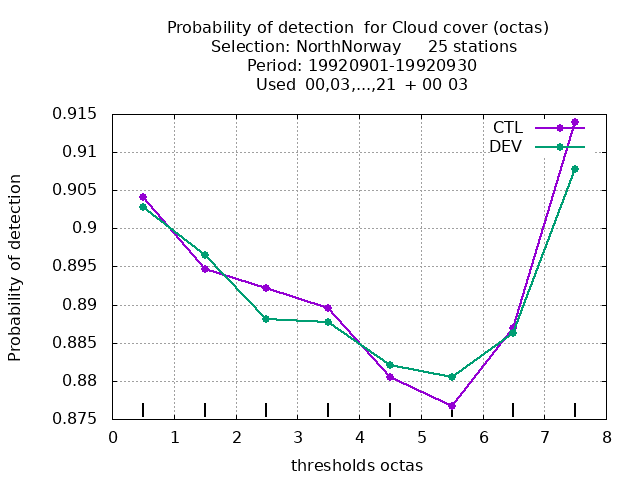 Probability of detection  for Cloud cover (octas)
Selection: NorthNorway     25 stations
Period: 19920901-19920930
Used  00,03,...,21  + 00 03
CTL
DEV
0.915
0.91
0.905
0.9
0.895
0.89
0.885
0.88
0.875
Probability of detection
0 1 2 3 4 5 6 7 8
thresholds octas